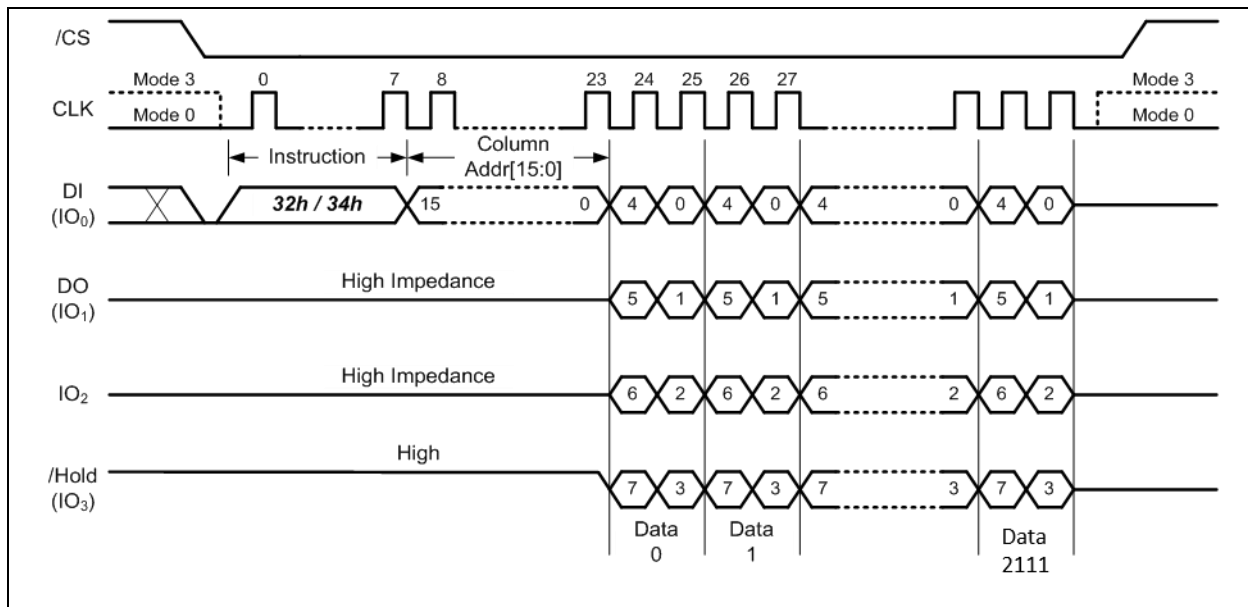 /CS
Mode 3 0 7 8 23 24 25 26 27 Mode 3
CLK
Mode 0 Mode 0
Instruction Column
Addr[15:0]
DI
(IO₀)
32h / 34h 15 0 4 0 4 0 4 0 4 0
High Impedance
DO
(IO₁)
5 1 5 1 5 1 5 1
High Impedance
IO₂ 6 2 6 2 6 2 6 2
High
/Hold
(IO₃)
7 3 7 3 7 3 7 3
Data
0
Data
1
Data
2111